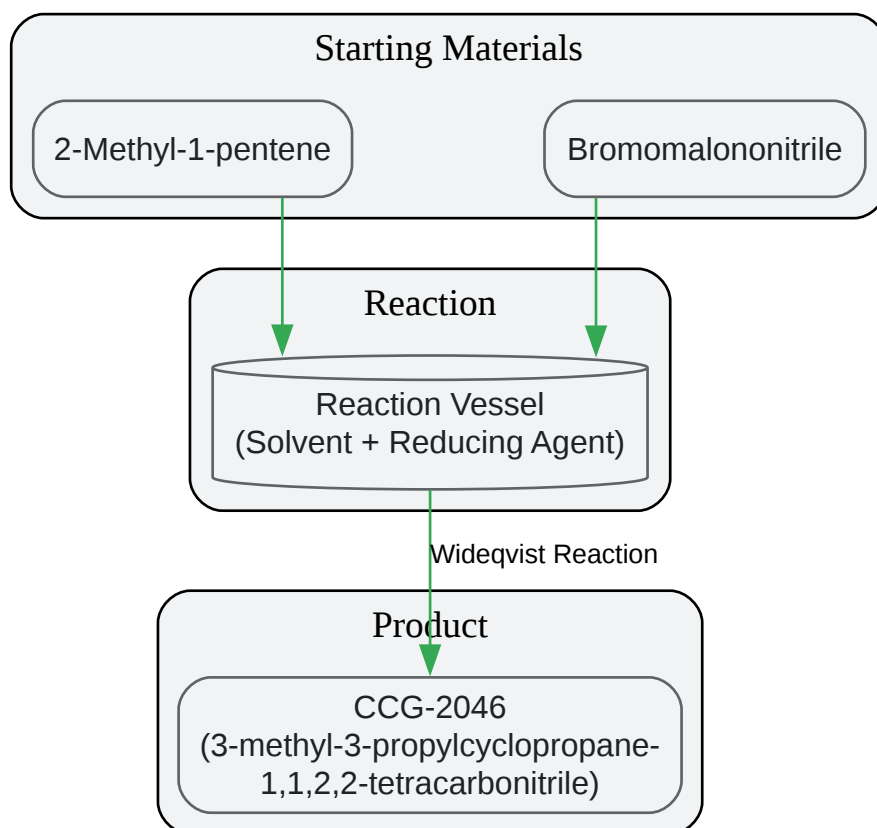 Starting Materials
2-Methyl-1-pentene
Bromomalononitrile
Reaction
Reaction Vessel
(Solvent + Reducing Agent)
Wideqvist Reaction
Product
CCG-2046
(3-methyl-3-propylcyclopropane-
1,1,2,2-tetracarbonitrile)